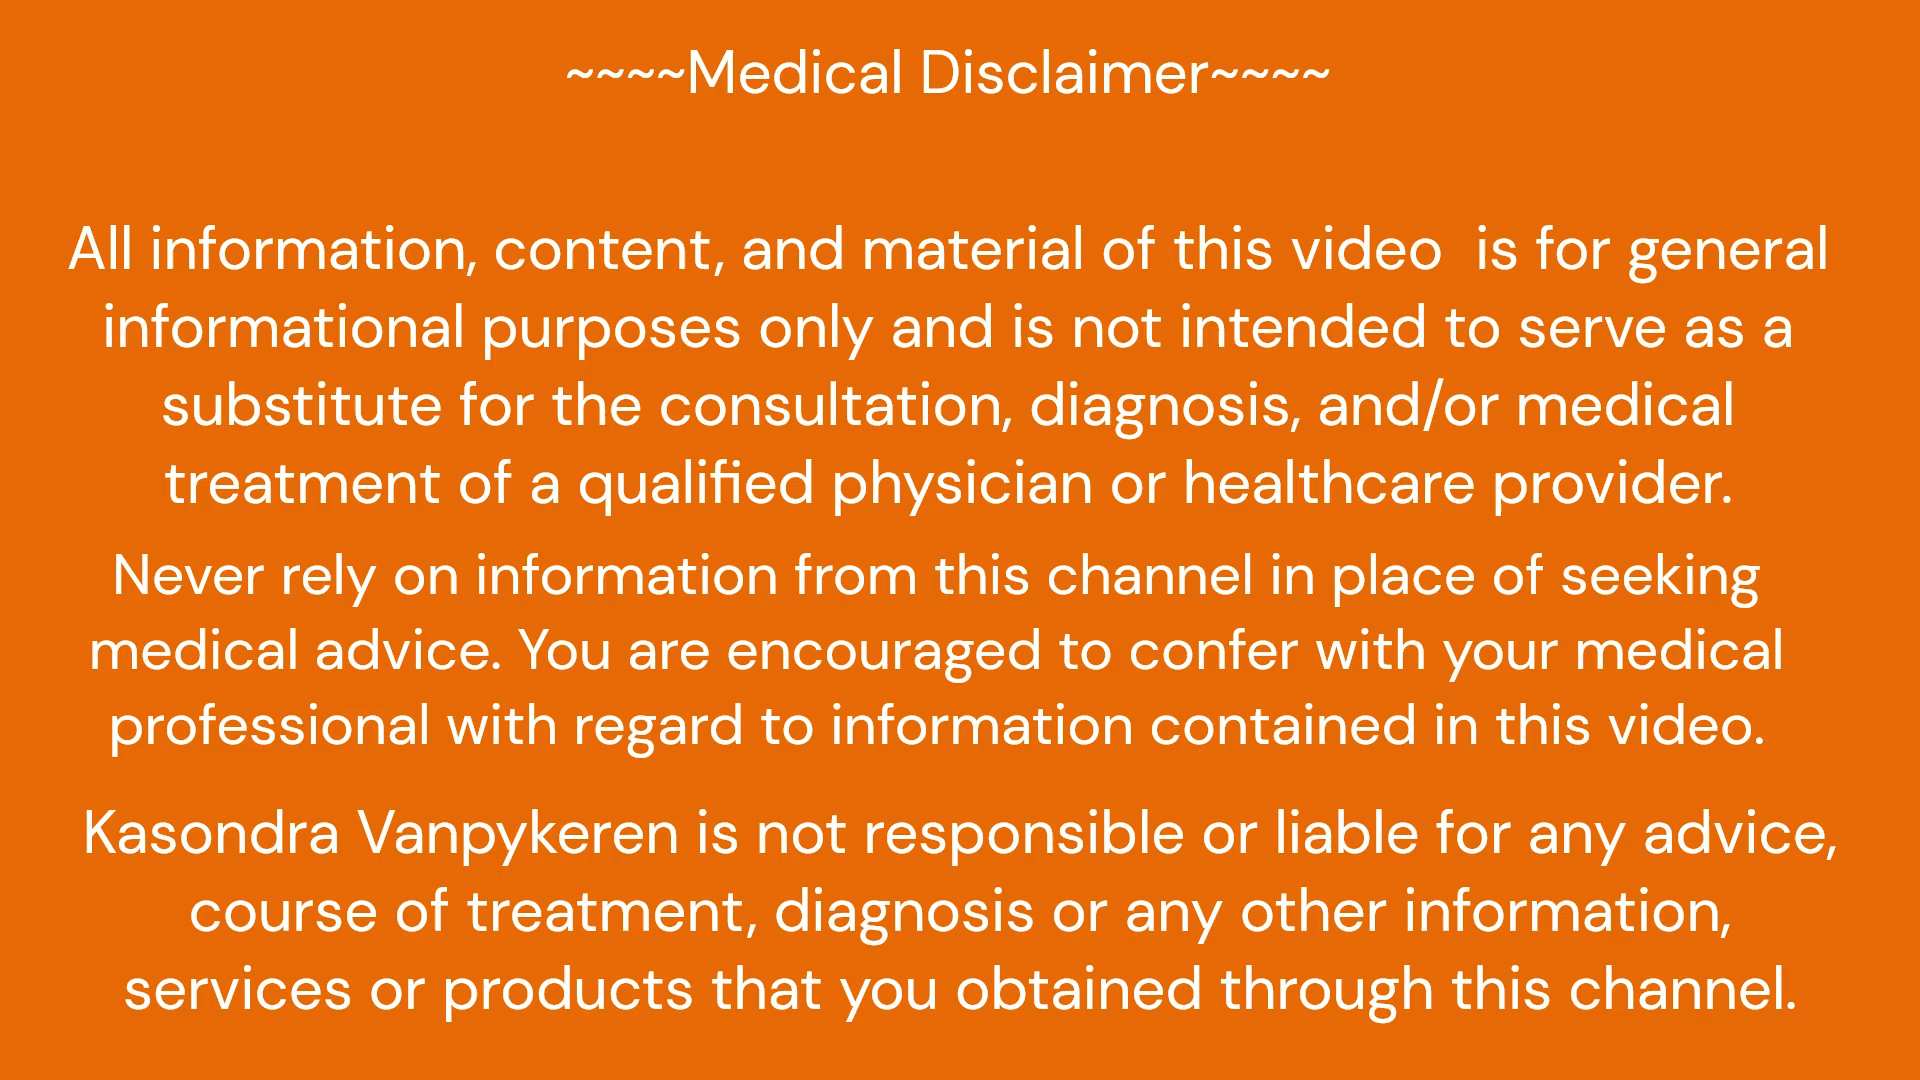 ~~~~Medical Disclaimer~~~~
All information, content, and material of this video  is for general
informational purposes only and is not intended to serve as a
substitute for the consultation, diagnosis, and/or medical
treatment of a qualified physician or healthcare provider.
Never rely on information from this channel in place of seeking
medical advice. You are encouraged to confer with your medical
professional with regard to information contained in this video.
Kasondra Vanpykeren is not responsible or liable for any advice,
course of treatment, diagnosis or any other information,
services or products that you obtained through this channel.